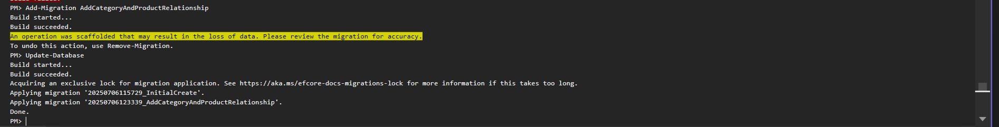 PM> Add-Migration AddCategoryAndProductRelationship
Build started...
Build succeeded.
An operation was scaffolded that may result in the loss of data. Please review the migration for accuracy.
To undo this action, use Remove-Migration.
PM> Update-Database
Build started...
Build succeeded.
Acquiring an exclusive lock for migration application. See https://aka.ms/efcore-docs-migrations-lock for more information if this takes too long.
Applying migration '20250706115729_InitialCreate'.
Applying migration '20250706123339_AddCategoryAndProductRelationship'.
Done.
PM>